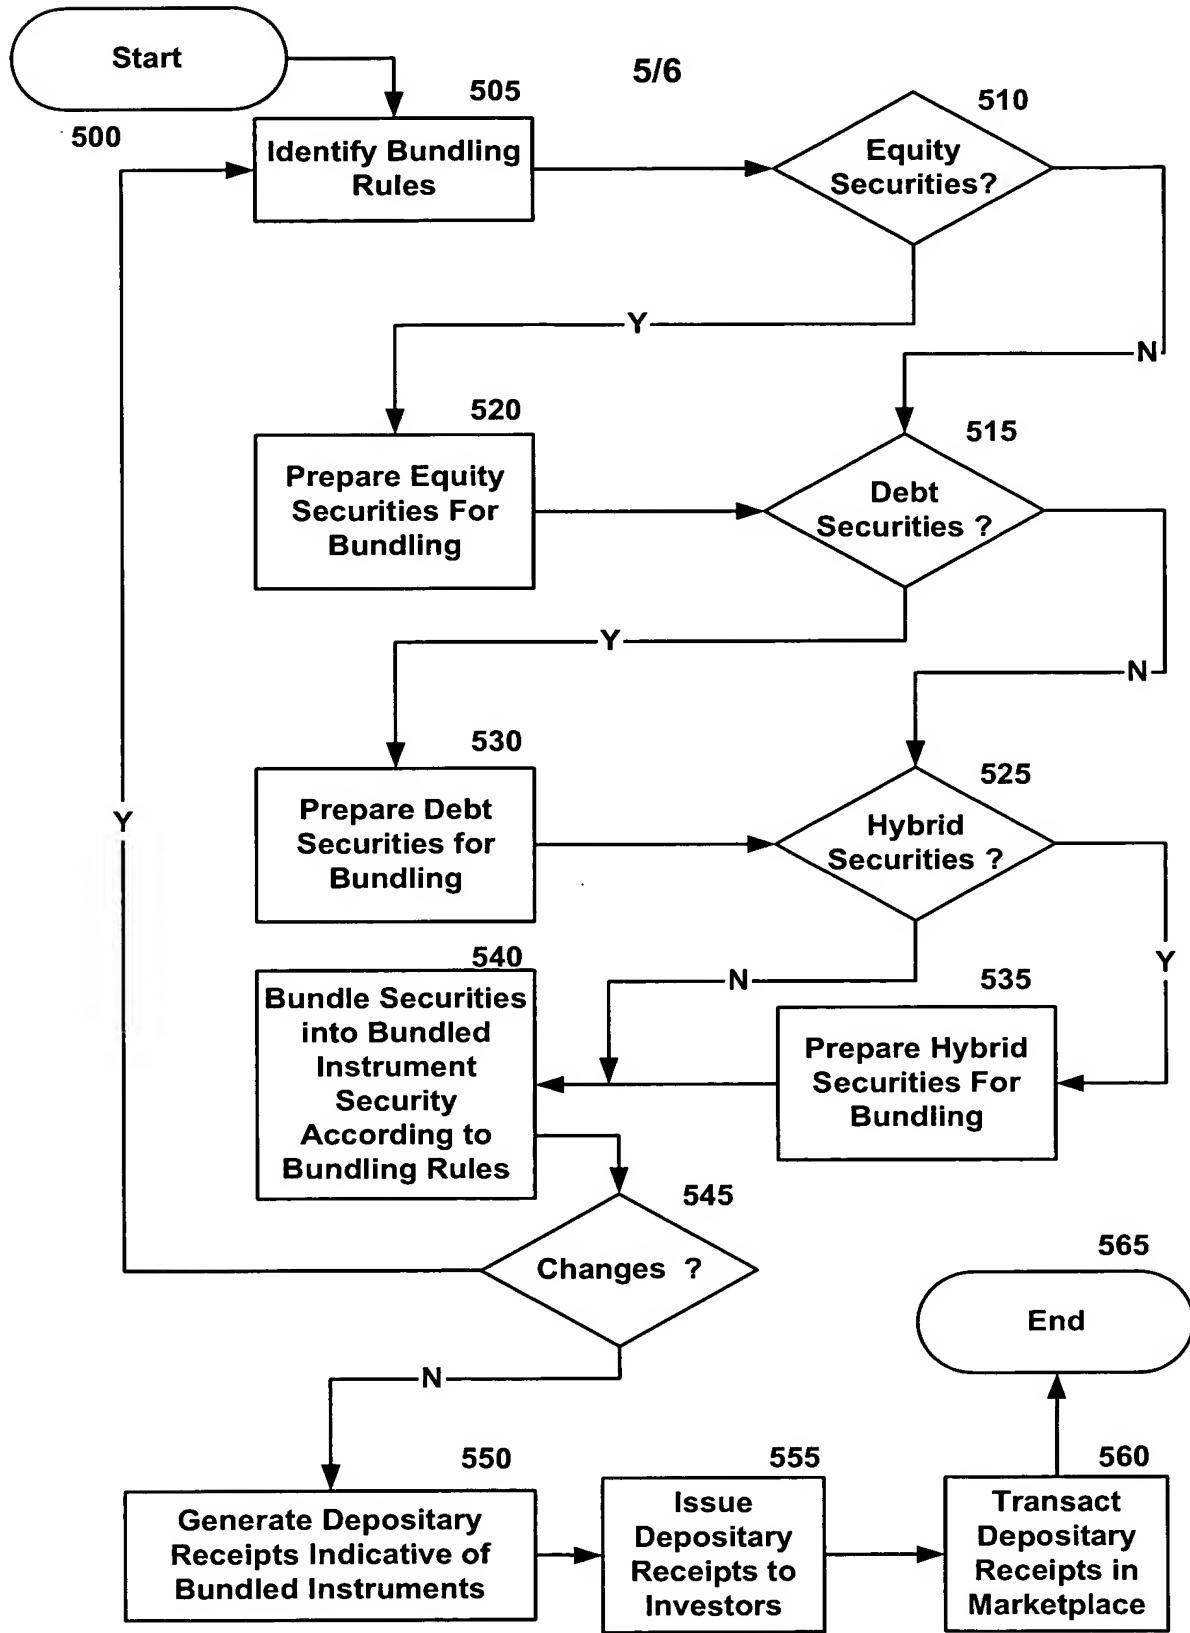 Start
5/6
500
505
Identify Bundling
Rules
510
Equity
Securities?
Y
N
520
Prepare Equity
Securities For
Bundling
515
Debt
Securities ?
Y
N
530
Prepare Debt
Securities for
Bundling
525
Hybrid
Securities ?
Y
N
Y
540
Bundle Securities
into Bundled
Instrument
Security
According to
Bundling Rules
535
Prepare Hybrid
Securities For
Bundling
545
Changes ?
N
565
End
550
Generate Depositary
Receipts Indicative of
Bundled Instruments
555
Issue
Depositary
Receipts to
Investors
560
Transact
Depositary
Receipts in
Marketplace